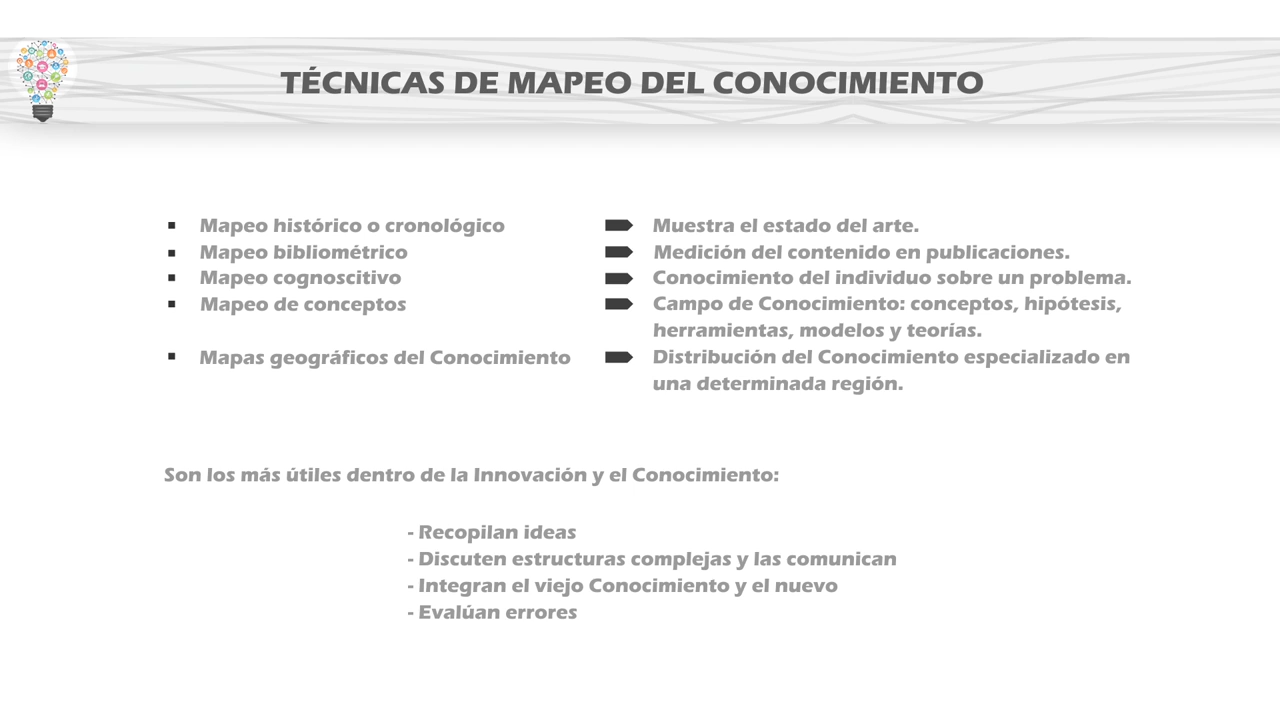 TÉCNICAS DE MAPEO DEL CONOCIMIENTO
▪ Mapeo histórico o cronológico Muestra el estado del arte.
▪ Mapeo bibliométrico Medición del contenido en publicaciones.
▪ Mapeo cognoscitivo Conocimiento del individuo sobre un problema.
▪ Mapeo de conceptos Campo de Conocimiento: conceptos, hipótesis,
herramientas, modelos y teorías.
▪ Mapas geográficos del Conocimiento Distribución del Conocimiento especializado en
una determinada región.
Son los más útiles dentro de la Innovación y el Conocimiento:
- Recopilan ideas
- Discuten estructuras complejas y las comunican
- Integran el viejo Conocimiento y el nuevo
- Evalúan errores